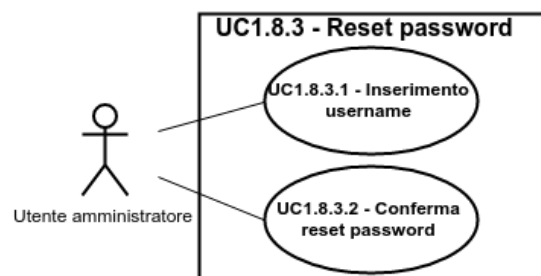 UC1.8.3 - Reset password
UC1.8.3.1 - Inserimento
username
UC1.8.3.2 - Conferma
reset password
Utente amministratore